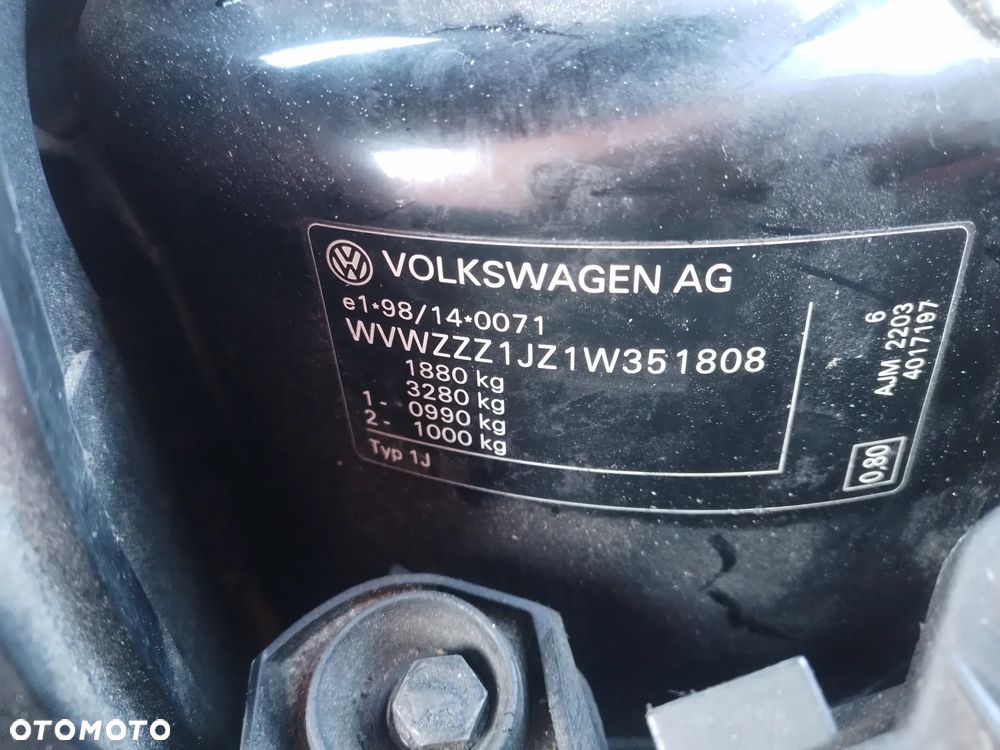 VOLKSWAGEN AG
e1*98/14*0071
WVWZZZ1JZ1W351808
1880 kg
3280 kg
1 - 0990 kg
2 - 1000 kg
Typ 1J
6
AJM 2203
4017197
0,80
OTOMOTO